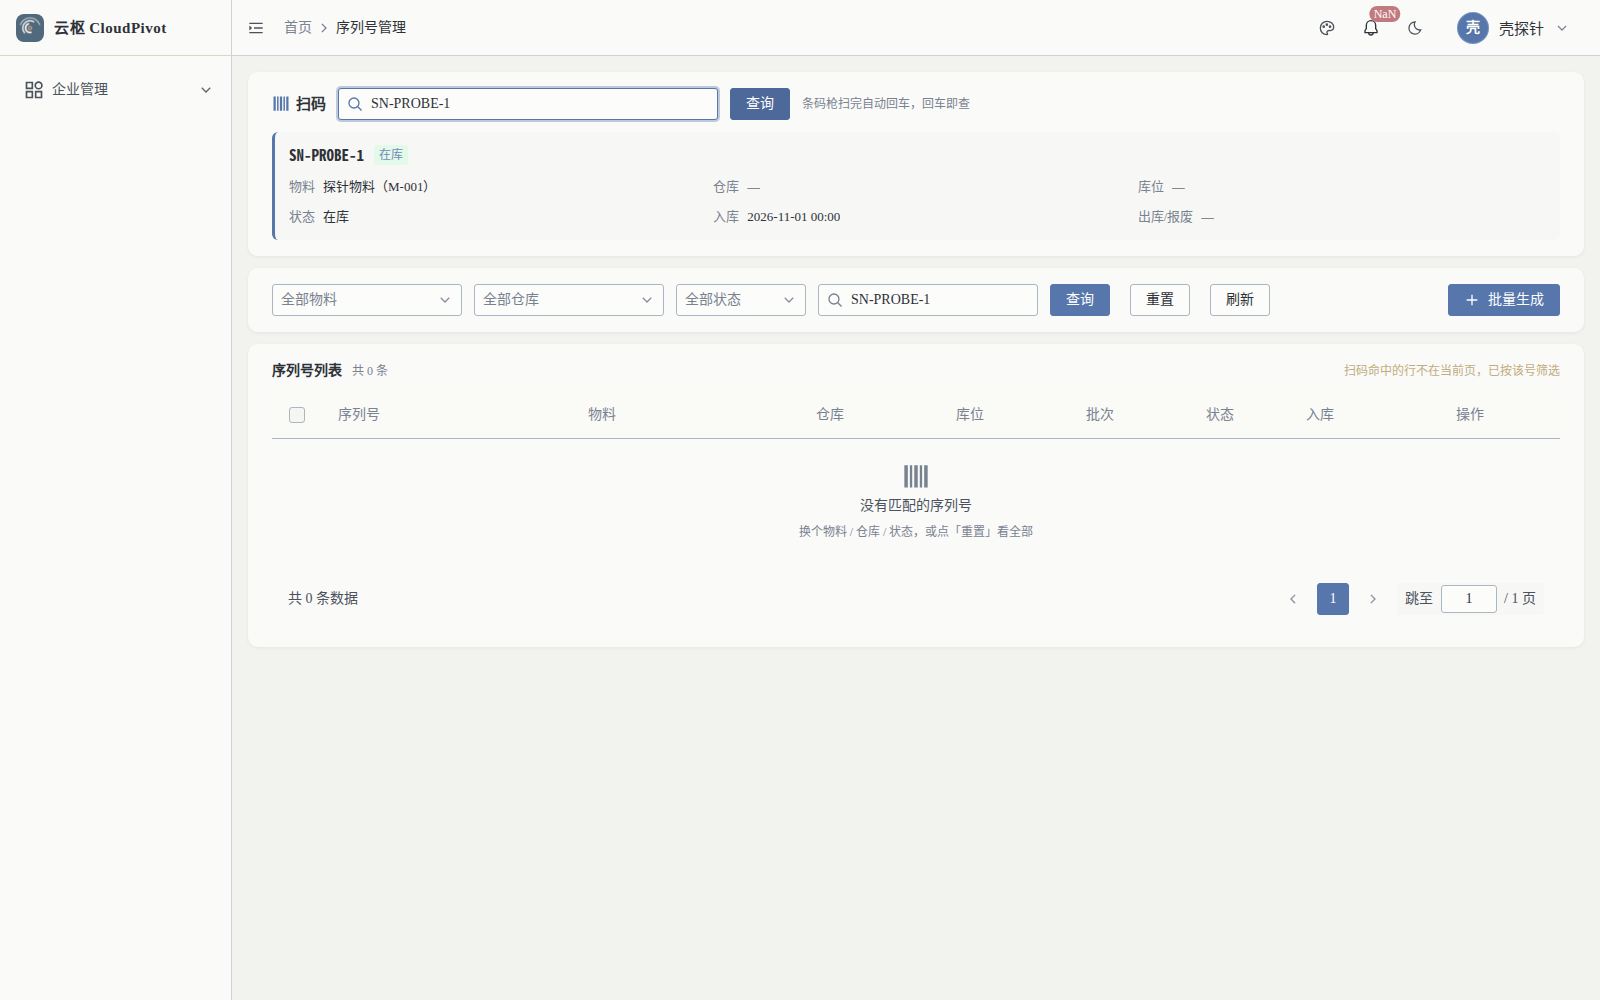 云枢 CloudPivot
首页 > 序列号管理
NaN
壳 壳探针
企业管理
扫码 SN-PROBE-1 查询 条码枪扫完自动回车，回车即查
SN-PROBE-1 在库
物料 探针物料（M-001） 仓库 — 库位 —
状态 在库 入库 2026-11-01 00:00 出库/报废 —
全部物料 全部仓库 全部状态 SN-PROBE-1 查询 重置 刷新 批量生成
序列号列表 共 0 条 扫码命中的行不在当前页，已按该号筛选
序列号 物料 仓库 库位 批次 状态 入库 操作
没有匹配的序列号
换个物料 / 仓库 / 状态，或点「重置」看全部
共 0 条数据 1 跳至 1 / 1 页